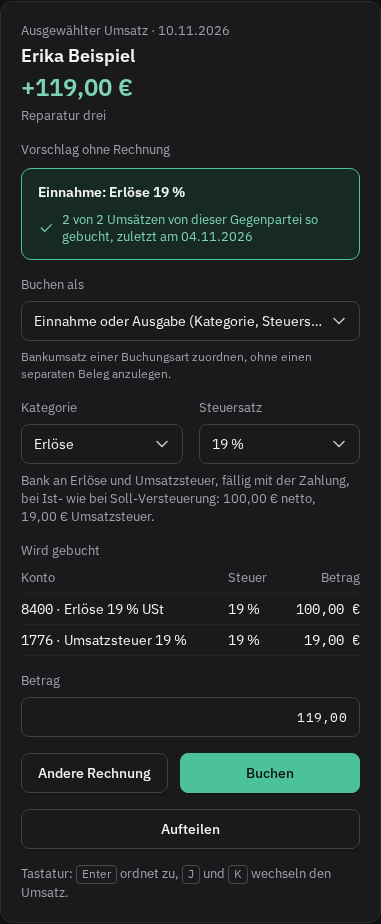 Ausgewählter Umsatz · 10.11.2026
Erika Beispiel
+119,00 €
Reparatur drei
Vorschlag ohne Rechnung
Einnahme: Erlöse 19 %
2 von 2 Umsätzen von dieser Gegenpartei so
gebucht, zuletzt am 04.11.2026
Buchen als
Einnahme oder Ausgabe (Kategorie, Steuers...
Bankumsatz einer Buchungsart zuordnen, ohne einen
separaten Beleg anzulegen.
Kategorie Steuersatz
Erlöse 19 %
Bank an Erlöse und Umsatzsteuer, fällig mit der Zahlung,
bei Ist- wie bei Soll-Versteuerung: 100,00 € netto,
19,00 € Umsatzsteuer.
Wird gebucht
Konto Steuer Betrag
8400 · Erlöse 19 % USt 19 % 100,00 €
1776 · Umsatzsteuer 19 % 19 % 19,00 €
Betrag
119,00
Andere Rechnung Buchen
Aufteilen
Tastatur: Enter ordnet zu, J und K wechseln den
Umsatz.